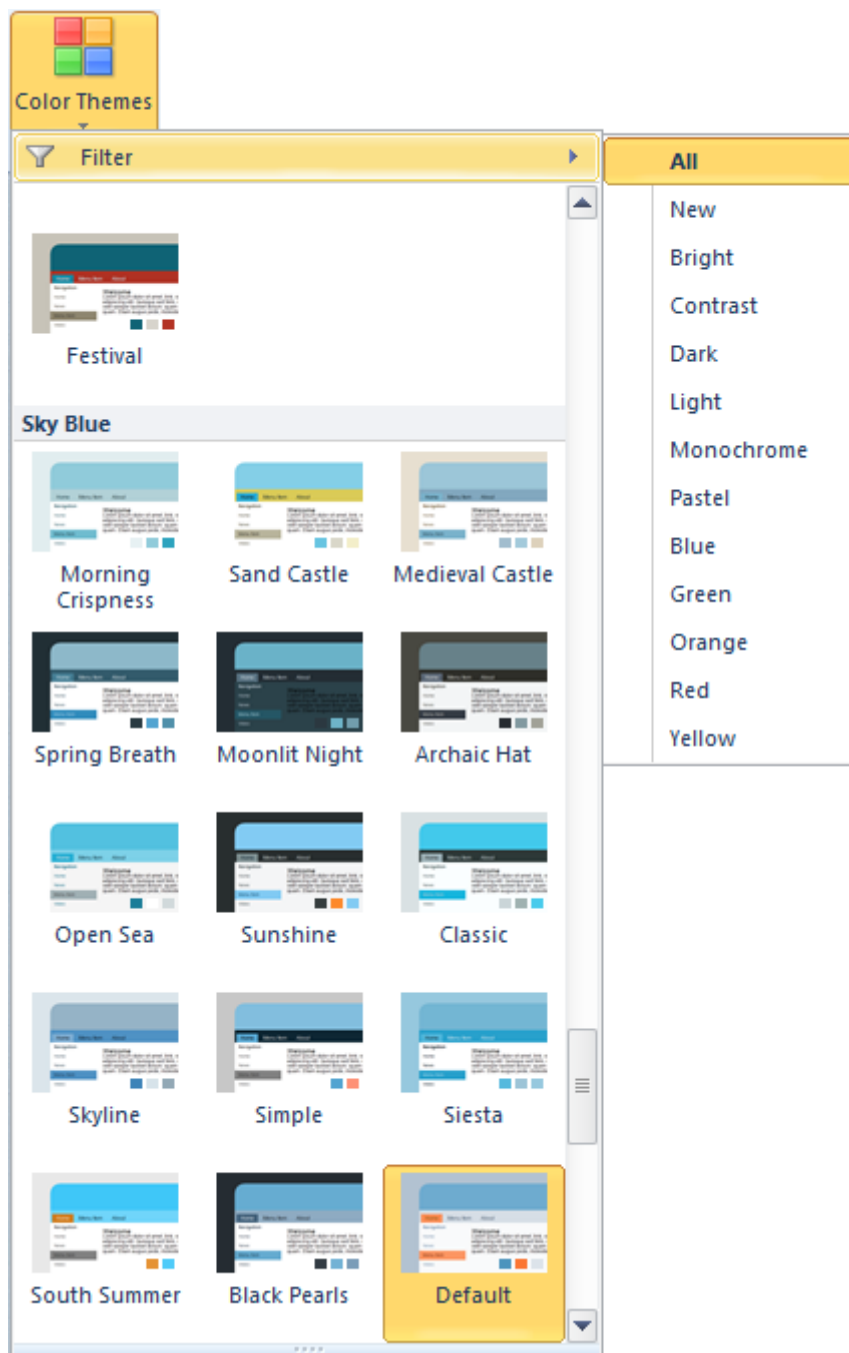 Color Themes
Filter
All
New
Bright
Contrast
Dark
Light
Monochrome
Pastel
Blue
Green
Orange
Red
Yellow
Festival
Sky Blue
Morning
Crispness
Sand Castle
Medieval Castle
Spring Breath
Moonlit Night
Archaic Hat
Open Sea
Sunshine
Classic
Skyline
Simple
Siesta
South Summer
Black Pearls
Default